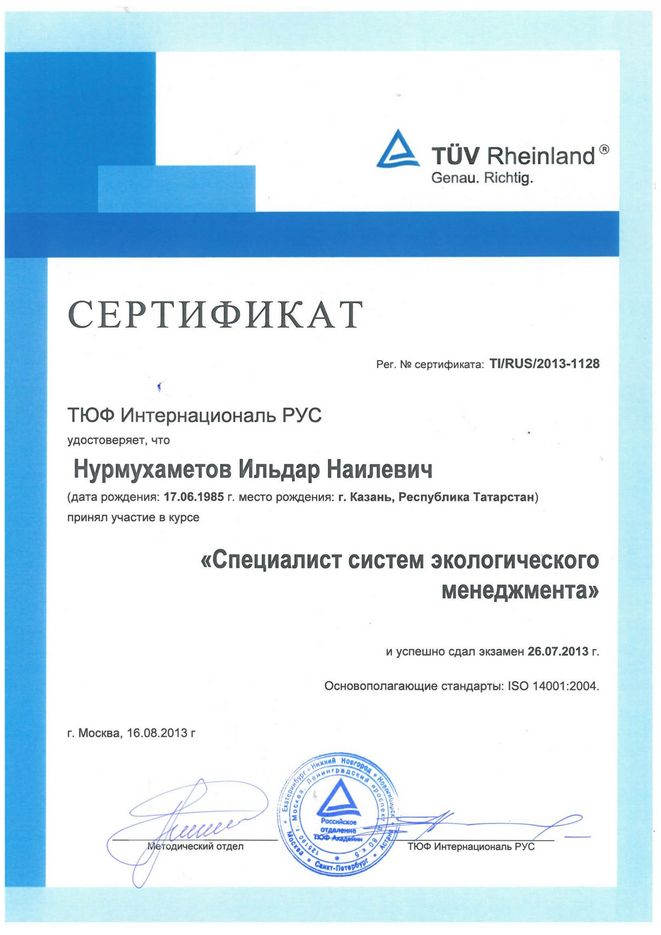 TÜV Rheinland®
Genau. Richtig.
СЕРТИФИКАТ
Рег. № сертификата: TI/RUS/2013-1128
ТЮФ Интернациональ РУС
удостоверяет, что
Нурмухаметов Ильдар Наилевич
(дата рождения: 17.06.1985 г. место рождения: г. Казань, Республика Татарстан)
принял участие в курсе
«Специалист систем экологического
менеджмента»
и успешно сдал экзамен 26.07.2013 г.
Основополагающие стандарты: ISO 14001:2004.
г. Москва, 16.08.2013 г
Екатеринбург * Нижний Новгород *
Москва * Санкт-Петербург *
Москва, Ленинградский
Российское
отделение
ТЮФ Академии
Методический отдел
ТЮФ Интернациональ РУС